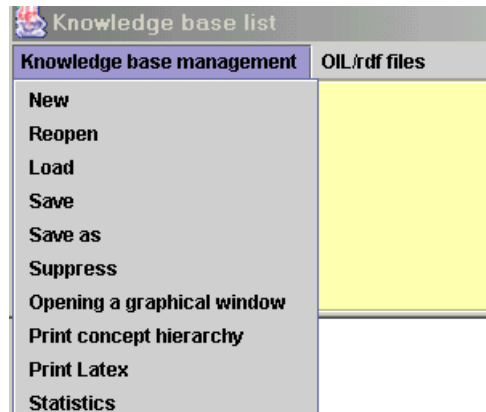 Knowledge base list
Knowledge base management OIL/rdf files
New
Reopen
Load
Save
Save as
Suppress
Opening a graphical window
Print concept hierarchy
Print Latex
Statistics